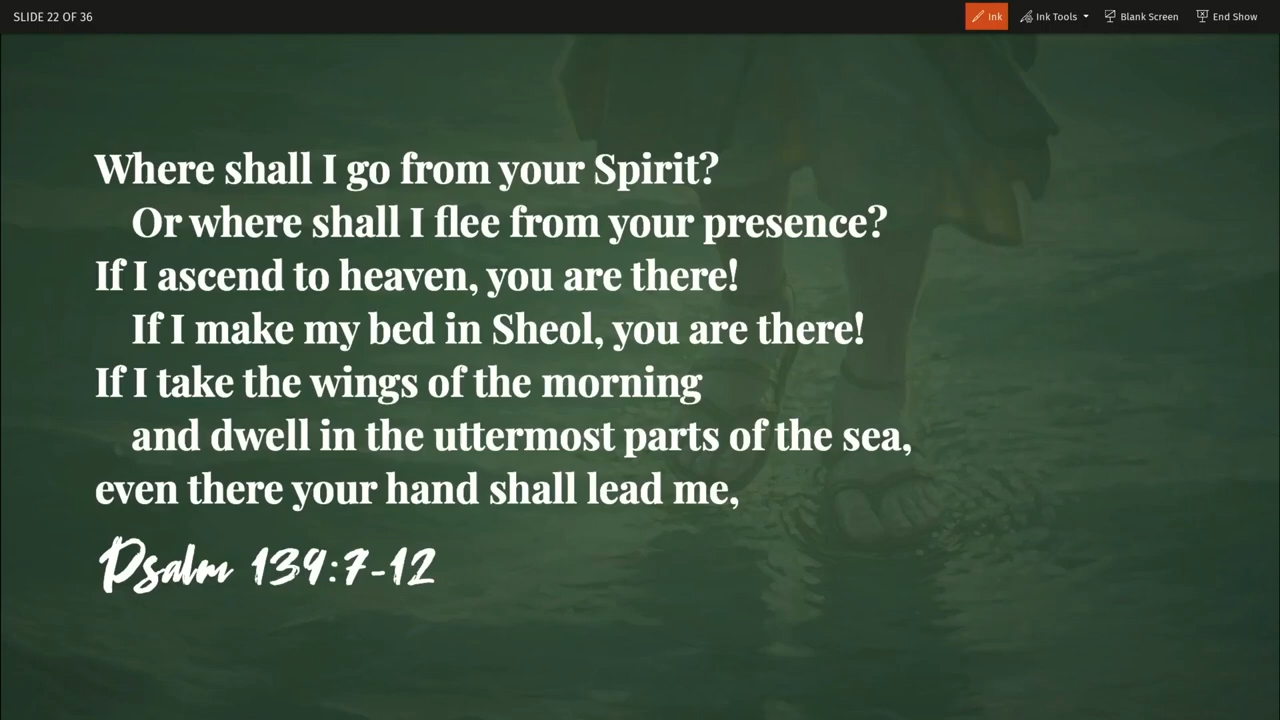 SLIDE 22 OF 36
Ink
Ink Tools
Blank Screen
End Show
Where shall I go from your Spirit?
Or where shall I flee from your presence?
If I ascend to heaven, you are there!
If I make my bed in Sheol, you are there!
If I take the wings of the morning
and dwell in the uttermost parts of the sea,
even there your hand shall lead me,
Psalm 139:7-12